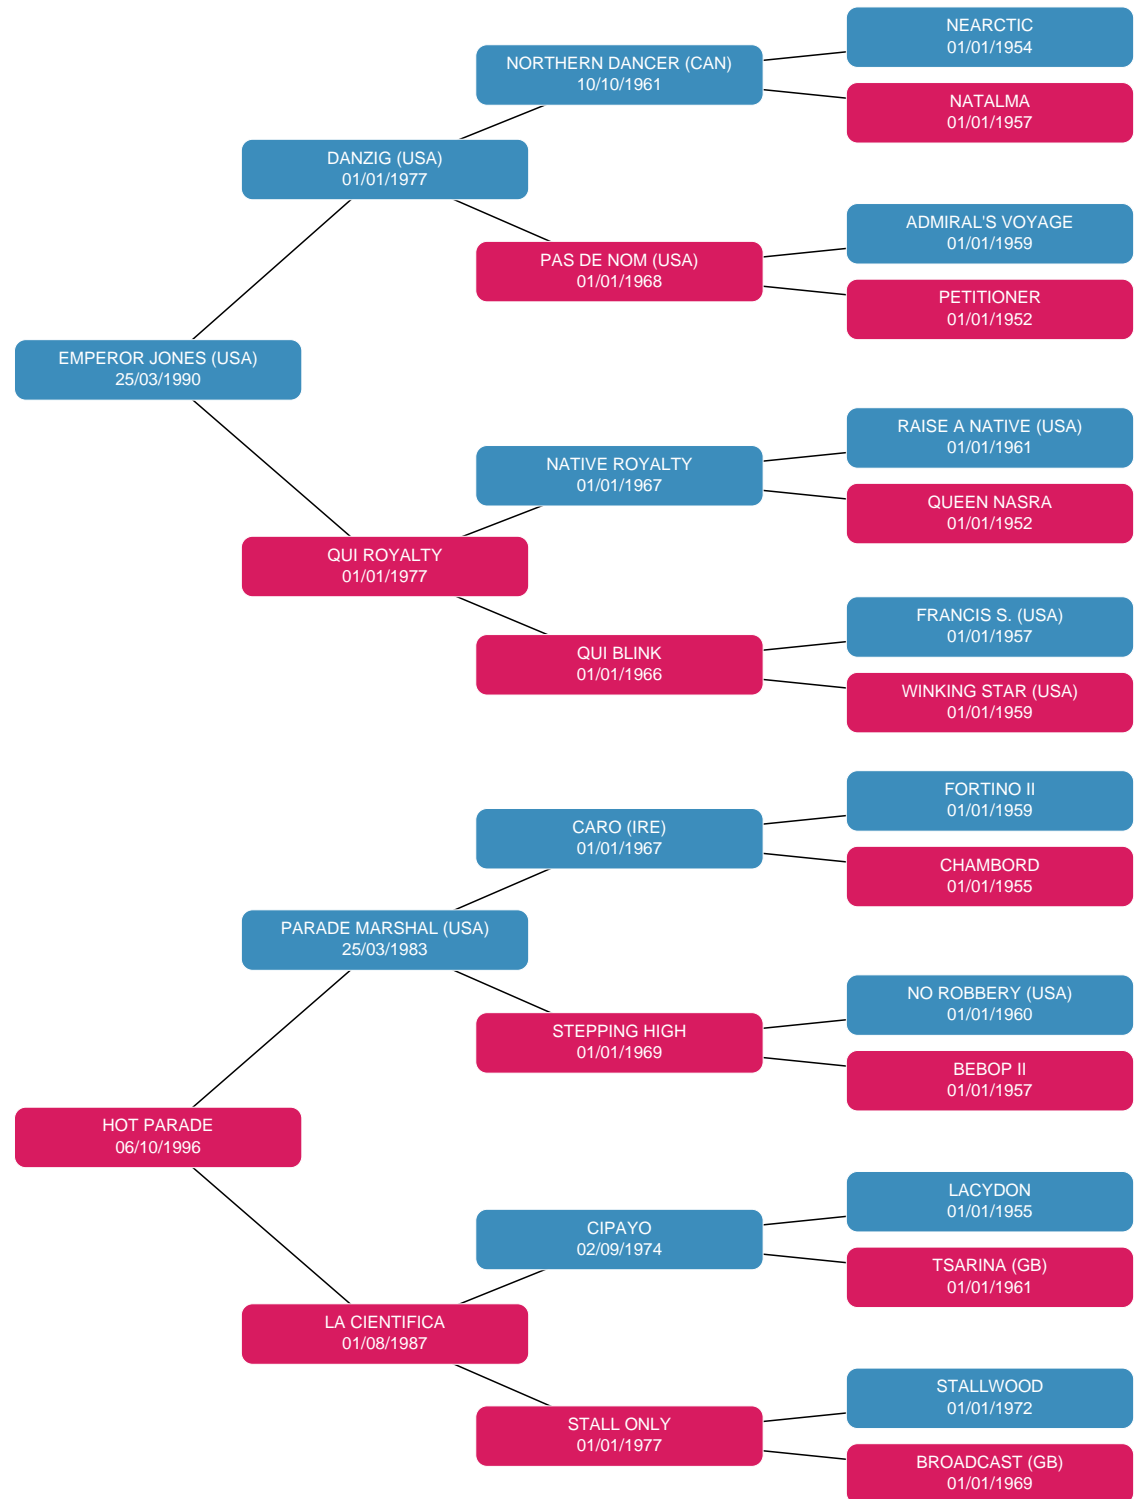 NEARCTIC
01/01/1954
NORTHERN DANCER (CAN)
10/10/1961
NATALMA
01/01/1957
DANZIG (USA)
01/01/1977
ADMIRAL'S VOYAGE
01/01/1959
PAS DE NOM (USA)
01/01/1968
PETITIONER
01/01/1952
EMPEROR JONES (USA)
25/03/1990
RAISE A NATIVE (USA)
01/01/1961
NATIVE ROYALTY
01/01/1967
QUEEN NASRA
01/01/1952
QUI ROYALTY
01/01/1977
FRANCIS S. (USA)
01/01/1957
QUI BLINK
01/01/1966
WINKING STAR (USA)
01/01/1959
FORTINO II
01/01/1959
CARO (IRE)
01/01/1967
CHAMBORD
01/01/1955
PARADE MARSHAL (USA)
25/03/1983
NO ROBBERY (USA)
01/01/1960
STEPPING HIGH
01/01/1969
BEBOP II
01/01/1957
HOT PARADE
06/10/1996
LACYDON
01/01/1955
CIPAYO
02/09/1974
TSARINA (GB)
01/01/1961
LA CIENTIFICA
01/08/1987
STALLWOOD
01/01/1972
STALL ONLY
01/01/1977
BROADCAST (GB)
01/01/1969